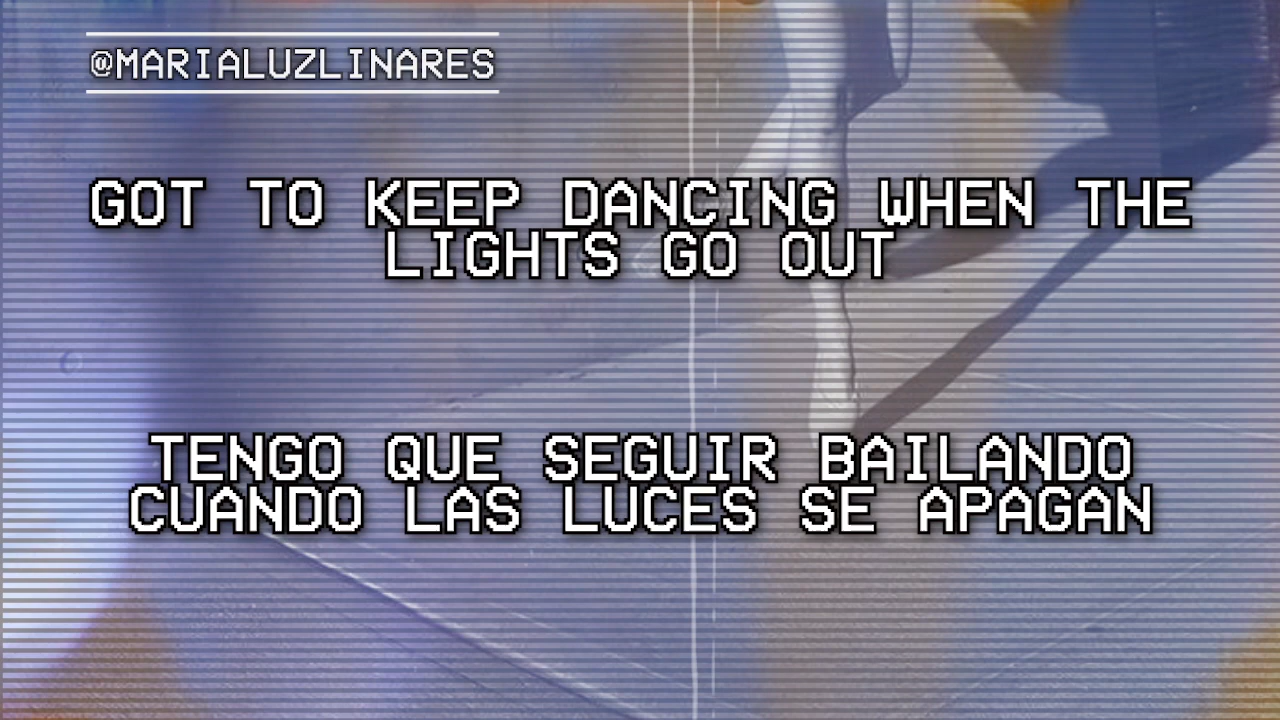 @MARIALUZLINARES
GOT TO KEEP DANCING WHEN THE
LIGHTS GO OUT
TENGO QUE SEGUIR BAILANDO
CUANDO LAS LUCES SE APAGAN